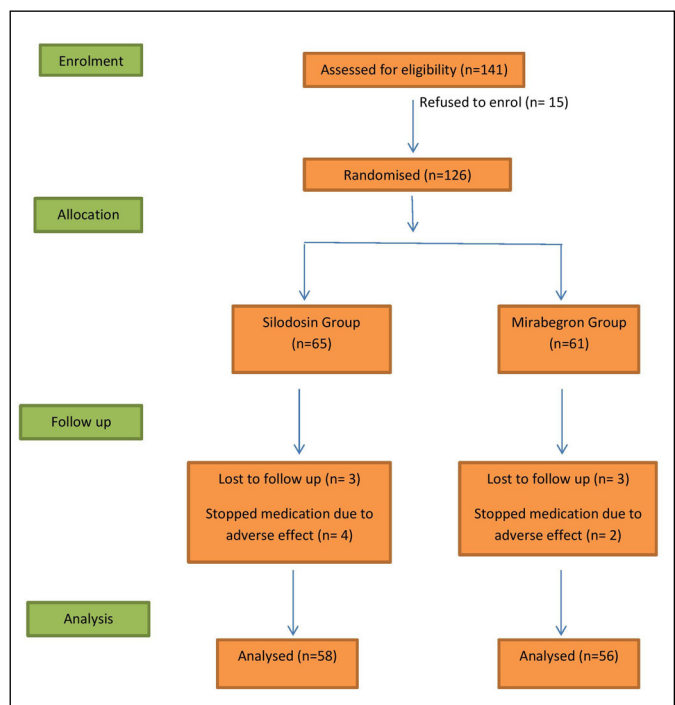 Enrolment
Assessed for eligibility (n=141)
Refused to enrol (n= 15)
Randomised (n=126)
Allocation
Silodosin Group
(n=65)
Mirabegron Group
(n=61)
Follow up
Lost to follow up (n= 3)
Stopped medication due to
adverse effect (n= 4)
Lost to follow up (n= 3)
Stopped medication due to
adverse effect (n= 2)
Analysis
Analysed (n=58)
Analysed (n=56)